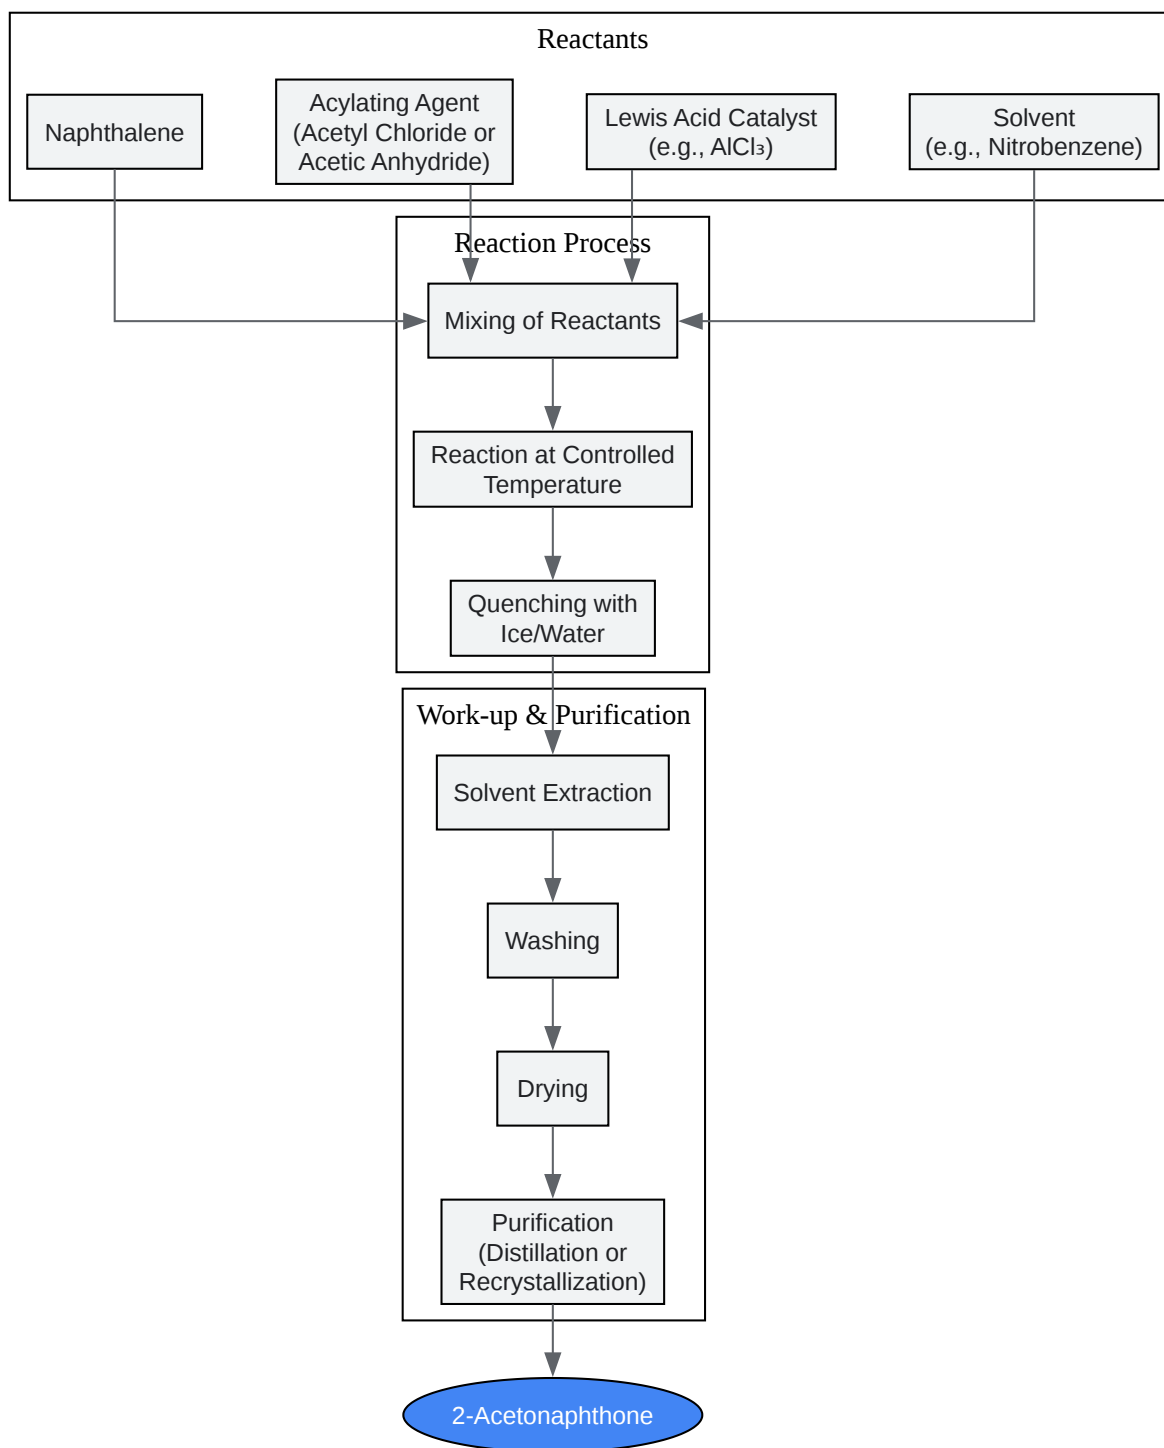 Reactants
Naphthalene
Acylating Agent
(Acetyl Chloride or
Acetic Anhydride)
Lewis Acid Catalyst
(e.g., AlCl₃)
Solvent
(e.g., Nitrobenzene)
Reaction Process
Mixing of Reactants
Reaction at Controlled
Temperature
Quenching with
Ice/Water
Work-up & Purification
Solvent Extraction
Washing
Drying
Purification
(Distillation or
Recrystallization)
2-Acetonaphthone